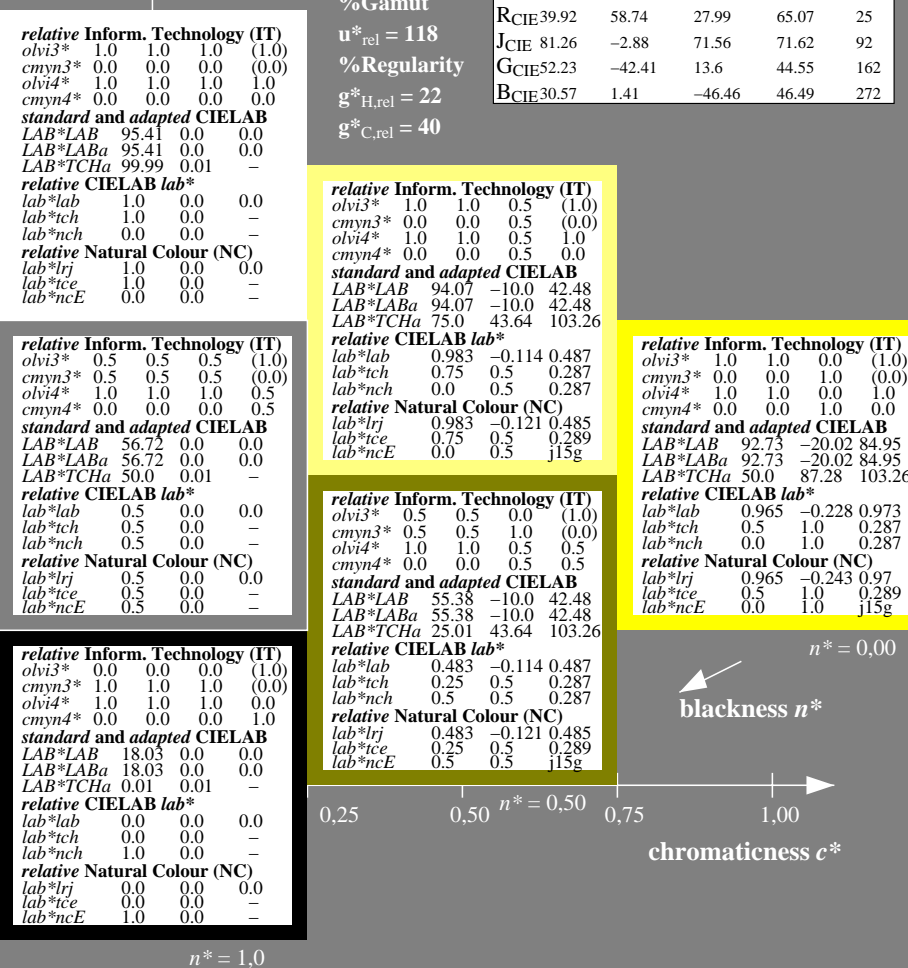 %Gamut
u*rel = 118
%Regularity
g*H,rel = 22
g*C,rel = 40
RCIE 39.92 58.74 27.99 65.07 25
JCIE 81.26 −2.88 71.56 71.62 92
GCIE 52.23 −42.41 13.6 44.55 162
BCIE 30.57 1.41 −46.46 46.49 272
relative Inform. Technology (IT)
olvi3* 1.0 1.0 1.0 (1.0)
cmyn3* 0.0 0.0 0.0 (0.0)
olvi4* 1.0 1.0 1.0 1.0
cmyn4* 0.0 0.0 0.0 0.0
standard and adapted CIELAB
LAB*LAB 95.41 0.0 0.0
LAB*LABa 95.41 0.0 0.0
LAB*TCHa 99.99 0.01 –
relative CIELAB lab*
lab*lab 1.0 0.0 0.0
lab*tch 1.0 0.0 –
lab*nch 0.0 0.0 –
relative Natural Colour (NC)
lab*lrj 1.0 0.0 0.0
lab*tce 1.0 0.0 –
lab*ncE 0.0 0.0 –
relative Inform. Technology (IT)
olvi3* 1.0 1.0 0.5 (1.0)
cmyn3* 0.0 0.0 0.5 (0.0)
olvi4* 1.0 1.0 0.5 1.0
cmyn4* 0.0 0.0 0.5 0.0
standard and adapted CIELAB
LAB*LAB 94.07 −10.0 42.48
LAB*LABa 94.07 −10.0 42.48
LAB*TCHa 75.0 43.64 103.26
relative CIELAB lab*
lab*lab 0.983 −0.114 0.487
lab*tch 0.75 0.5 0.287
lab*nch 0.0 0.5 0.287
relative Natural Colour (NC)
lab*lrj 0.983 −0.121 0.485
lab*tce 0.75 0.5 0.289
lab*ncE 0.0 0.5 j15g
relative Inform. Technology (IT)
olvi3* 0.5 0.5 0.5 (1.0)
cmyn3* 0.5 0.5 0.5 (0.0)
olvi4* 1.0 1.0 1.0 0.5
cmyn4* 0.0 0.0 0.0 0.5
standard and adapted CIELAB
LAB*LAB 56.72 0.0 0.0
LAB*LABa 56.72 0.0 0.0
LAB*TCHa 50.0 0.01 –
relative CIELAB lab*
lab*lab 0.5 0.0 0.0
lab*tch 0.5 0.0 –
lab*nch 0.5 0.0 –
relative Natural Colour (NC)
lab*lrj 0.5 0.0 0.0
lab*tce 0.5 0.0 –
lab*ncE 0.5 0.0 –
relative Inform. Technology (IT)
olvi3* 1.0 1.0 0.0 (1.0)
cmyn3* 0.0 0.0 1.0 (0.0)
olvi4* 1.0 1.0 0.0 1.0
cmyn4* 0.0 0.0 1.0 0.0
standard and adapted CIELAB
LAB*LAB 92.73 −20.02 84.95
LAB*LABa 92.73 −20.02 84.95
LAB*TCHa 50.0 87.28 103.26
relative CIELAB lab*
lab*lab 0.965 −0.228 0.973
lab*tch 0.5 1.0 0.287
lab*nch 0.0 1.0 0.287
relative Natural Colour (NC)
lab*lrj 0.965 −0.243 0.97
lab*tce 0.5 1.0 0.289
lab*ncE 0.0 1.0 j15g
relative Inform. Technology (IT)
olvi3* 0.5 0.5 0.0 (1.0)
cmyn3* 0.5 0.5 1.0 (0.0)
olvi4* 1.0 1.0 0.5 0.5
cmyn4* 0.0 0.0 0.5 0.5
standard and adapted CIELAB
LAB*LAB 55.38 −10.0 42.48
LAB*LABa 55.38 −10.0 42.48
LAB*TCHa 25.01 43.64 103.26
relative CIELAB lab*
lab*lab 0.483 −0.114 0.487
lab*tch 0.25 0.5 0.287
lab*nch 0.5 0.5 0.287
relative Natural Colour (NC)
lab*lrj 0.483 −0.121 0.485
lab*tce 0.25 0.5 0.289
lab*ncE 0.5 0.5 j15g
relative Inform. Technology (IT)
olvi3* 0.0 0.0 0.0 (1.0)
cmyn3* 1.0 1.0 1.0 (0.0)
olvi4* 1.0 1.0 1.0 0.0
cmyn4* 0.0 0.0 0.0 1.0
standard and adapted CIELAB
LAB*LAB 18.03 0.0 0.0
LAB*LABa 18.03 0.0 0.0
LAB*TCHa 0.01 0.01 –
relative CIELAB lab*
lab*lab 0.0 0.0 0.0
lab*tch 0.0 0.0 –
lab*nch 1.0 0.0 –
relative Natural Colour (NC)
lab*lrj 0.0 0.0 0.0
lab*tce 0.0 0.0 –
lab*ncE 1.0 0.0 –
n* = 0,00
blackness n*
n* = 0,50
0,25 0,50 0,75 1,00
chromaticness c*
n* = 1,0